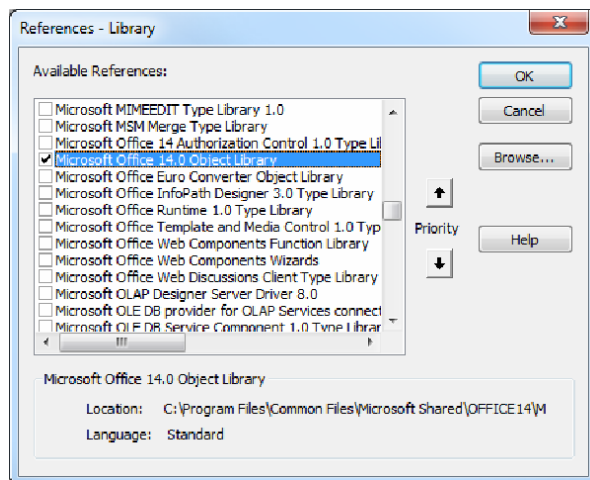 References - Library
Available References:
Microsoft MIMEEDIT Type Library 1.0
Microsoft MSM Merge Type Library
Microsoft Office 14 Authorization Control 1.0 Type Li
Microsoft Office 14.0 Object Library
Microsoft Office Euro Converter Object Library
Microsoft Office InfoPath Designer 3.0 Type Library
Microsoft Office Runtime 1.0 Type Library
Microsoft Office Template and Media Control 1.0 Typ
Microsoft Office Web Components Function Library
Microsoft Office Web Components Wizards
Microsoft Office Web Discussions Client Type Library
Microsoft OLAP Designer Server Driver 8.0
Microsoft OLE DB provider for OLAP Services connect
Microsoft OLE DB Service Component 1.0 Type Librar
Priority
OK
Cancel
Browse...
Help
Microsoft Office 14.0 Object Library
Location: C:\Program Files\Common Files\Microsoft Shared\OFFICE14\M
Language: Standard